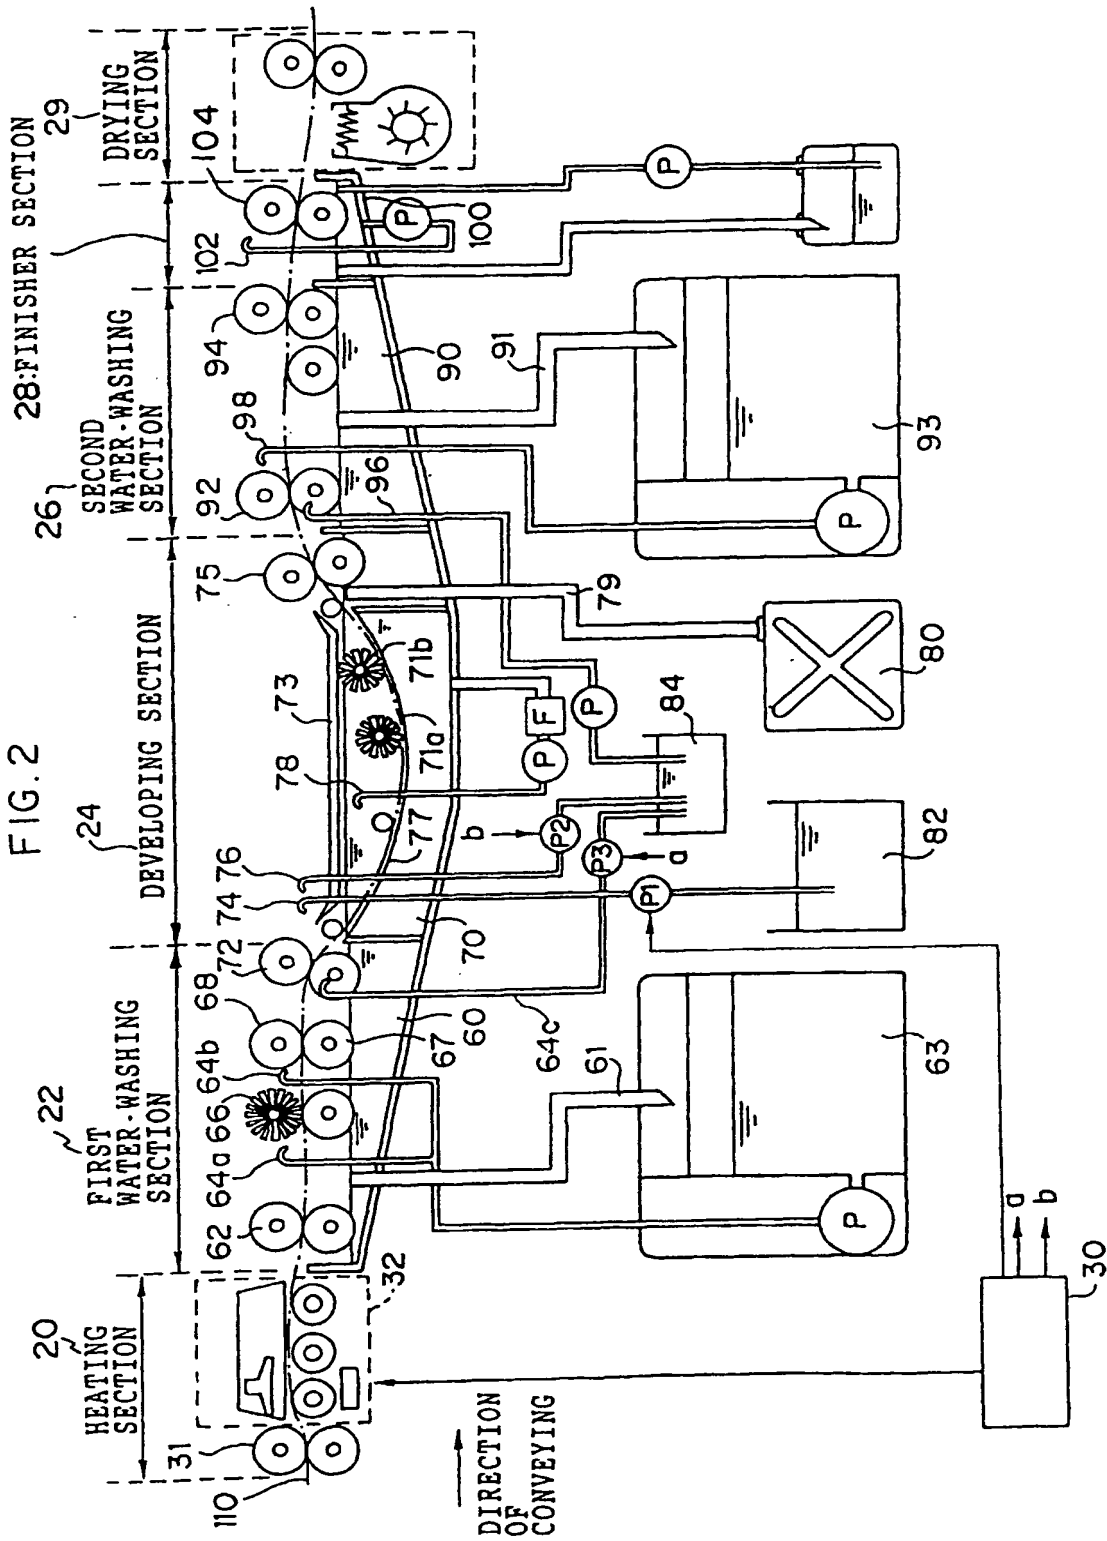 FIG. 2
20
HEATING
SECTION
22
FIRST
WATER-WASHING
SECTION
24
DEVELOPING SECTION
26
SECOND
WATER-WASHING
SECTION
28:FINISHER SECTION
29
DRYING
SECTION
110
31
62
64a
66
64b
68
72
74
76
78
73
75
92
98
94
102
104
32
67
60
70
77
71a
71b
96
90
100
P
61
64c
P3
a
b
P2
P
F
P
79
91
P
P1
84
P
63
82
80
P
93
DIRECTION
OF
CONVEYING
30
a
b